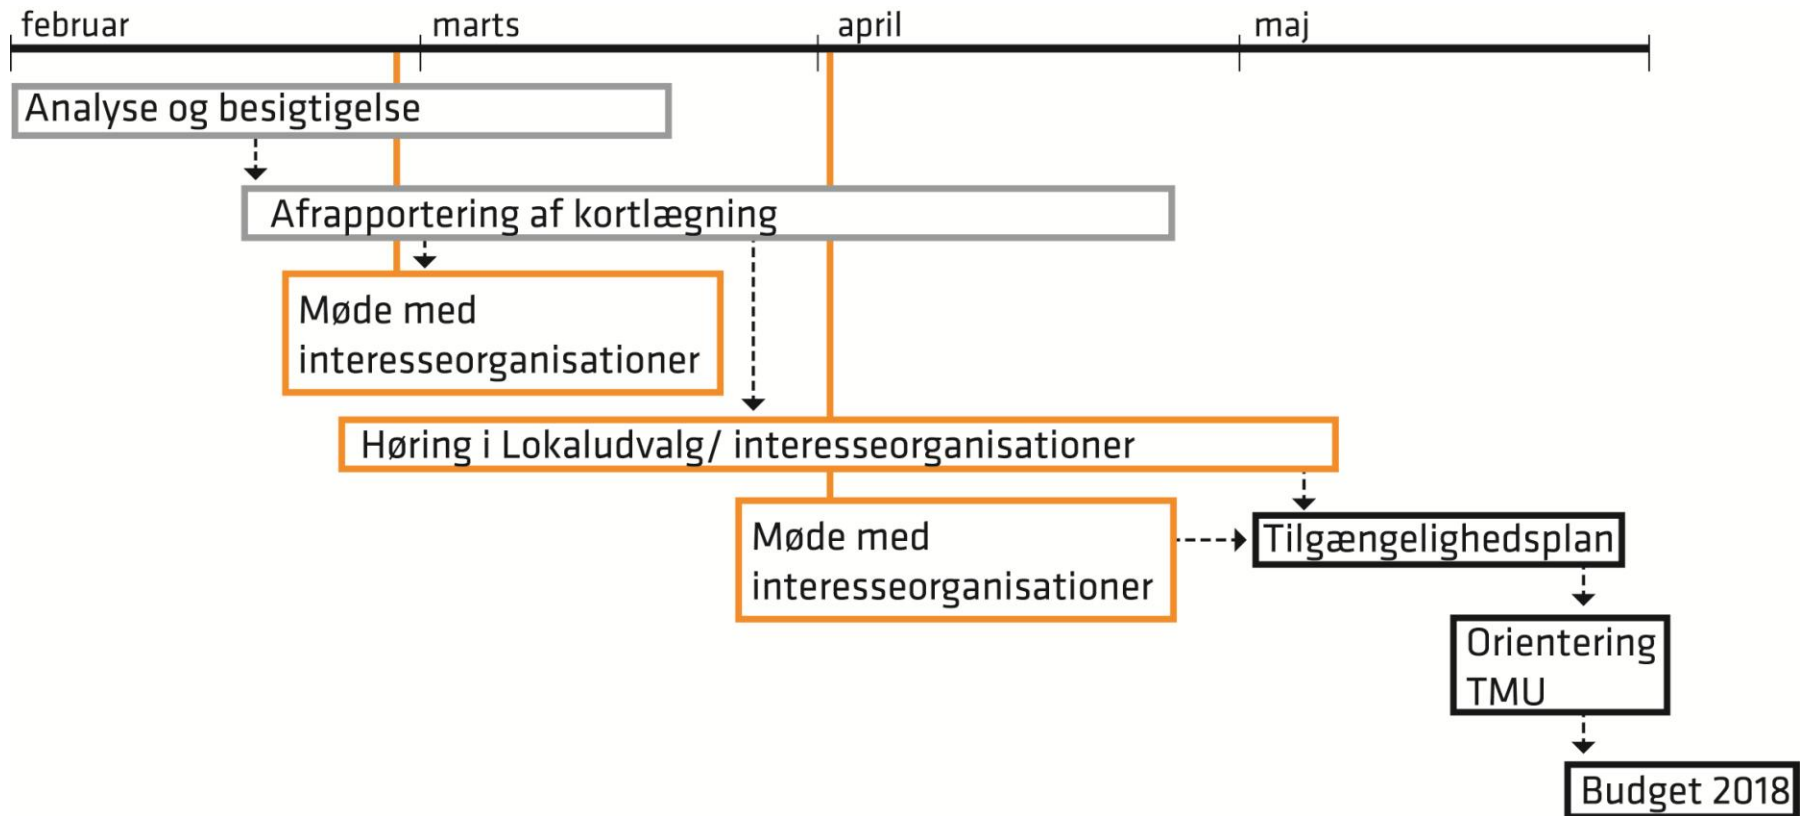 februar
marts
april
maj
Analyse og besigtigelse
Afrapportering af kortlægning
Møde med
interesseorganisationer
Høring i Lokaludvalg/ interesseorganisationer
Møde med
interesseorganisationer
Tilgængelighedsplan
Orientering
TMU
Budget 2018